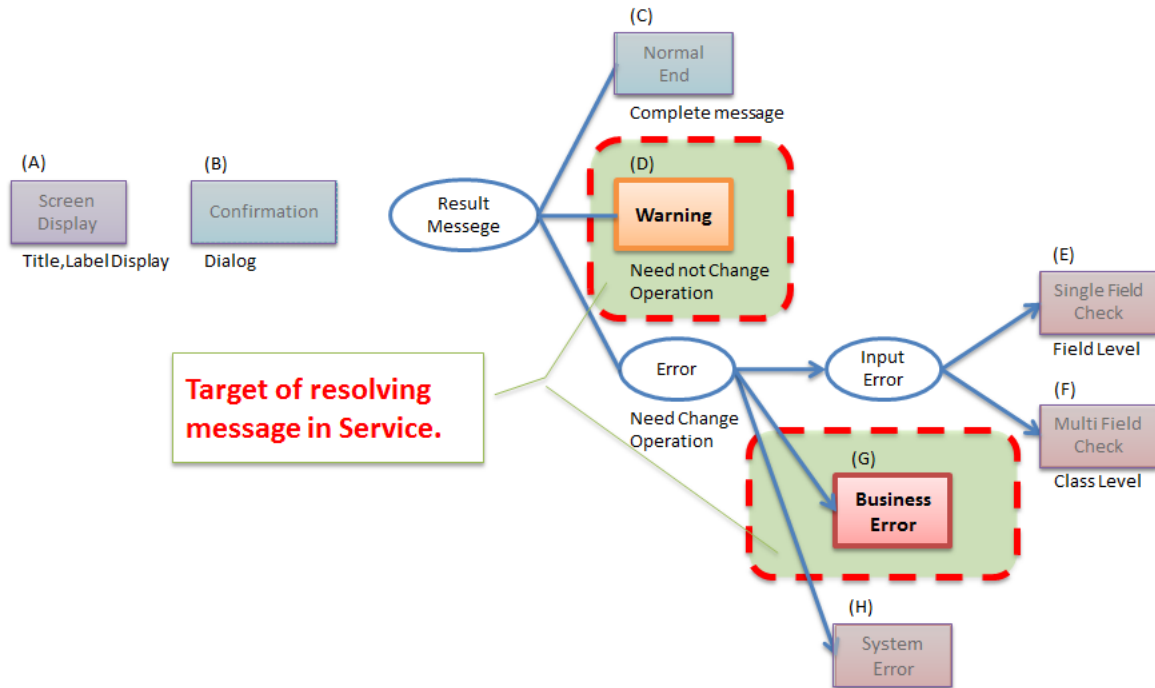 (A)
Screen
Display
Title,Label Display
(B)
Confirmation
Dialog
Result
Messege
(C)
Normal
End
Complete message
(D)
Warning
Need not Change
Operation
Target of resolving
message in Service.
Error
Need Change
Operation
Input
Error
(E)
Single Field
Check
Field Level
(F)
Multi Field
Check
Class Level
(G)
Business
Error
(H)
System
Error